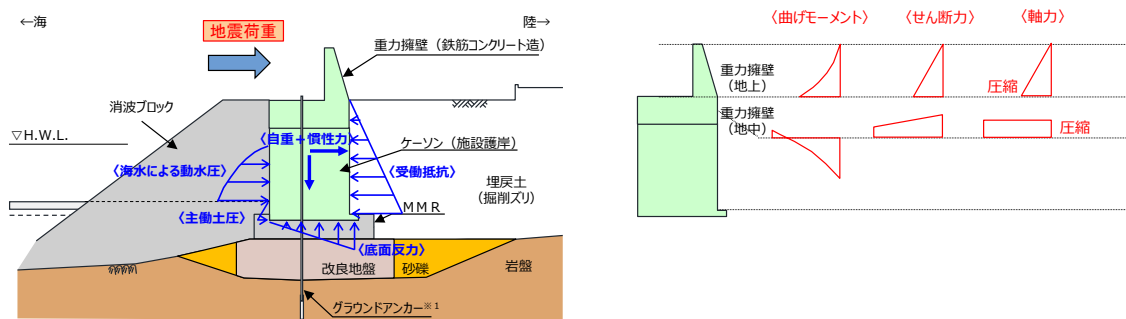 ←海
陸→
地震荷重
重力擁壁（鉄筋コンクリート造）
消波ブロック
▽H.W.L.
〈自重＋慣性力〉
ケーソン（施設護岸）
〈海水による動水圧〉
〈受働抵抗〉
埋戻土
（掘削ズリ）
〈主働土圧〉
MMR
〈底面反力〉
改良地盤
砂礫
岩盤
グラウンドアンカー※1
〈曲げモーメント〉
〈せん断力〉
〈軸力〉
重力擁壁
（地上）
圧縮
重力擁壁
（地中）
圧縮